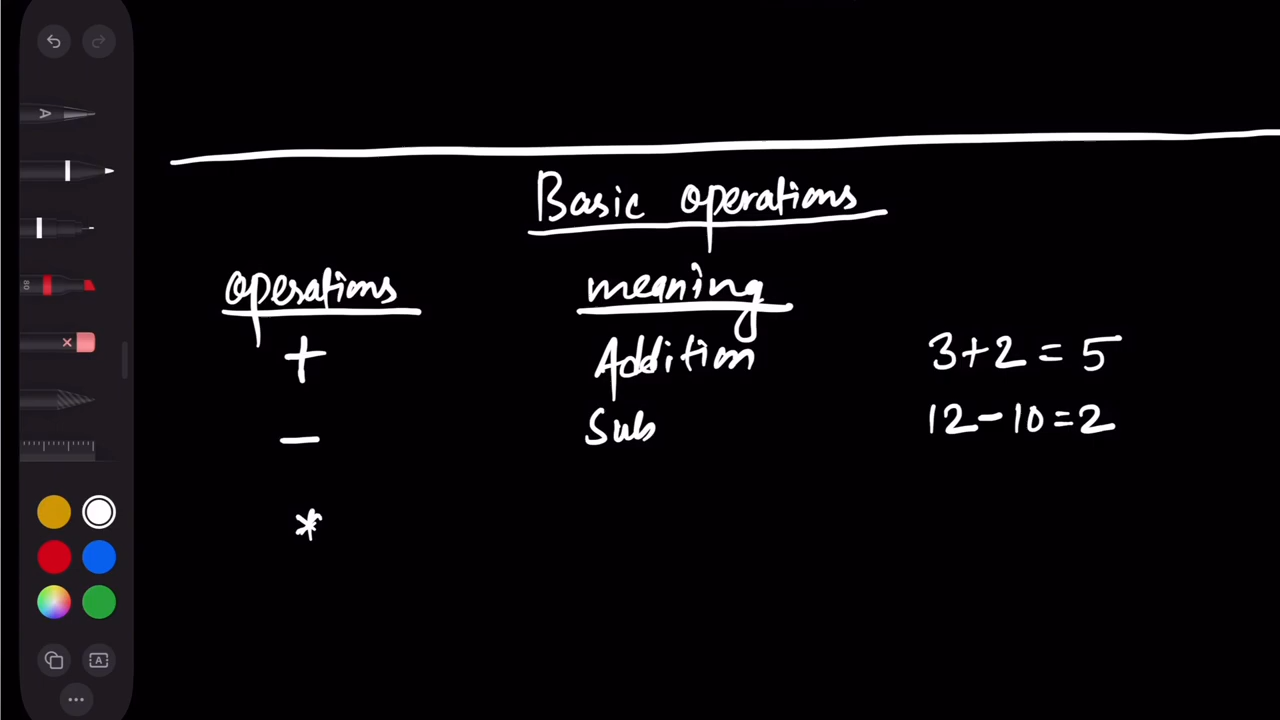 Basic operations
operations meaning
+ Addition 3+2=5
- Sub 12-10=2
*